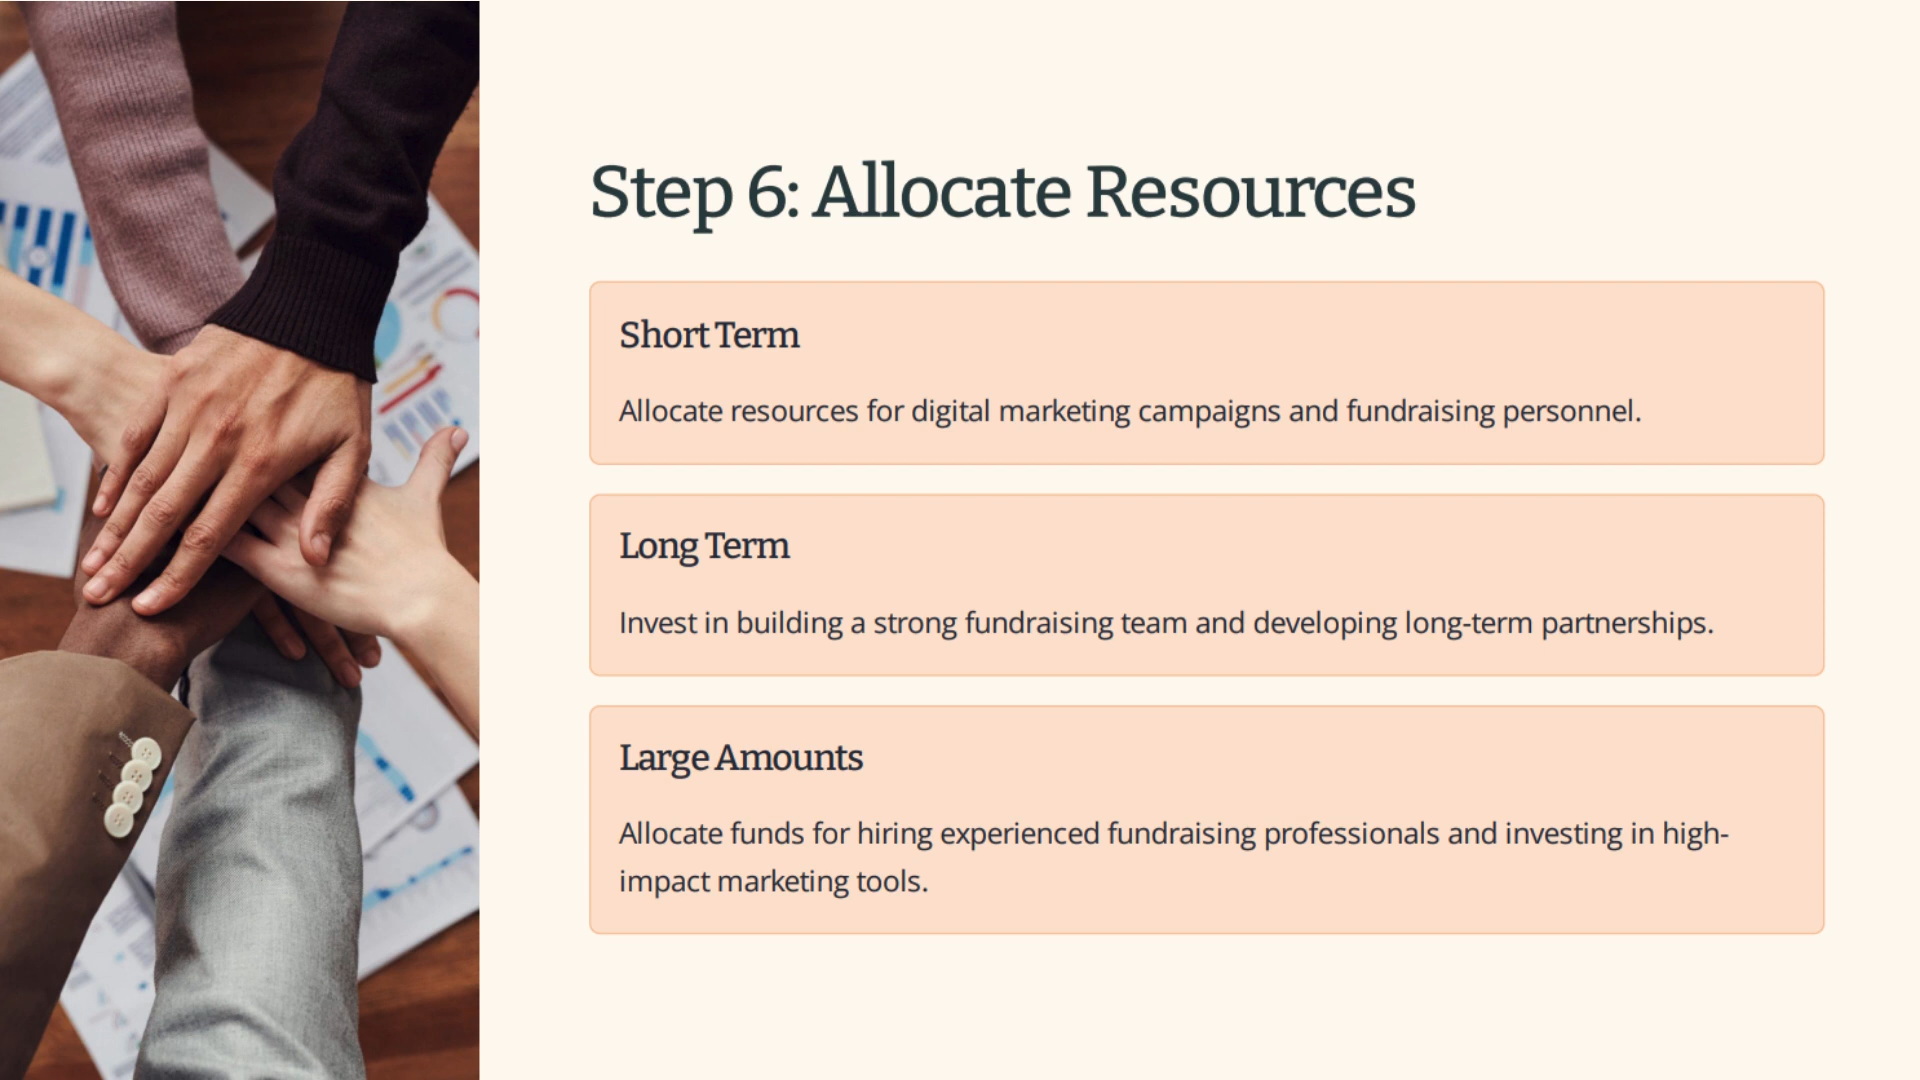 Step 6: Allocate Resources
Short Term
Allocate resources for digital marketing campaigns and fundraising personnel.
Long Term
Invest in building a strong fundraising team and developing long-term partnerships.
Large Amounts
Allocate funds for hiring experienced fundraising professionals and investing in high-
impact marketing tools.